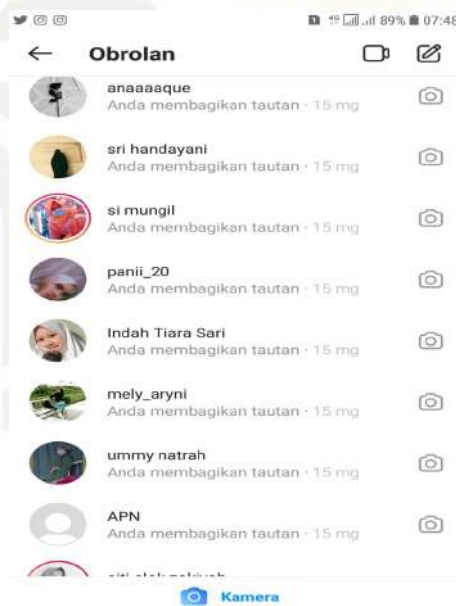 89% 07:48
Obrolan
anaaaaque
Anda membagikan tautan · 15 mg
sri handayani
Anda membagikan tautan · 15 mg
si mungil
Anda membagikan tautan · 15 mg
panii_20
Anda membagikan tautan · 15 mg
Indah Tiara Sari
Anda membagikan tautan · 15 mg
mely_aryni
Anda membagikan tautan · 15 mg
ummy natrah
Anda membagikan tautan · 15 mg
APN
Anda membagikan tautan · 15 mg
Kamera